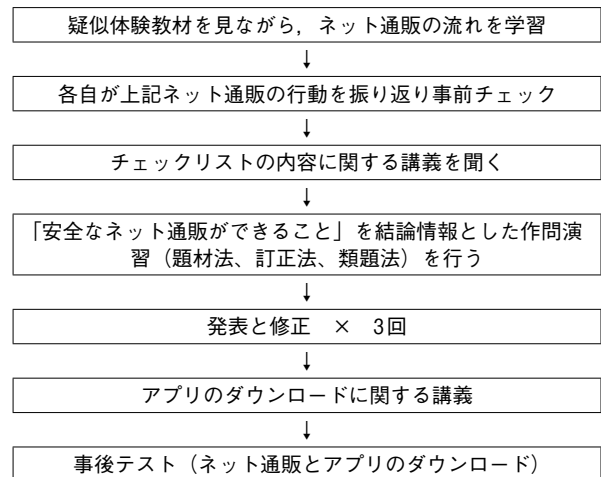 疑似体験教材を見ながら，ネット通販の流れを学習
↓
各自が上記ネット通販の行動を振り返り事前チェック
↓
チェックリストの内容に関する講義を聞く
↓
「安全なネット通販ができること」を結論情報とした作問演
習（題材法、訂正法、類題法）を行う
↓
発表と修正　×　3回
↓
アプリのダウンロードに関する講義
↓
事後テスト（ネット通販とアプリのダウンロード）